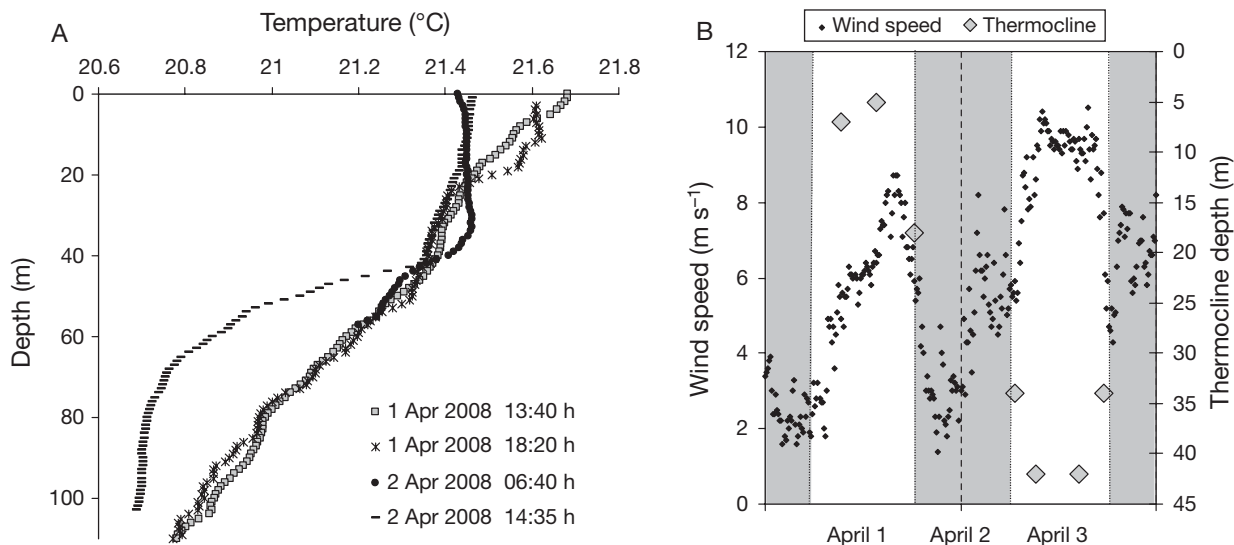 A
Temperature (°C)
20.6 20.8 21 21.2 21.4 21.6 21.8
Depth (m)
0
20
40
60
80
100
1 Apr 2008 13:40 h
1 Apr 2008 18:20 h
2 Apr 2008 06:40 h
2 Apr 2008 14:35 h
B
Wind speed Thermocline
Wind speed (m s⁻¹)
12
10
8
6
4
2
0
Thermocline depth (m)
0
5
10
15
20
25
30
35
40
45
April 1 April 2 April 3